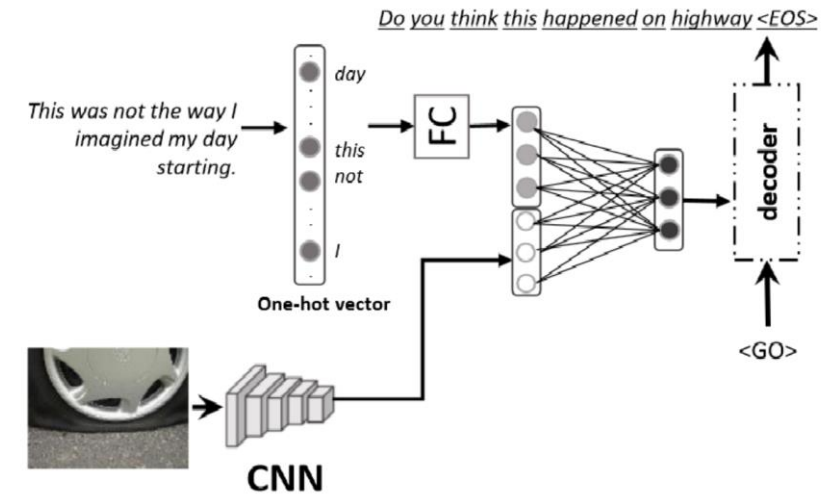 Do you think this happened on highway <EOS>
This was not the way I
imagined my day
starting.
day
this
not
I
One-hot vector
FC
decoder
<GO>
CNN